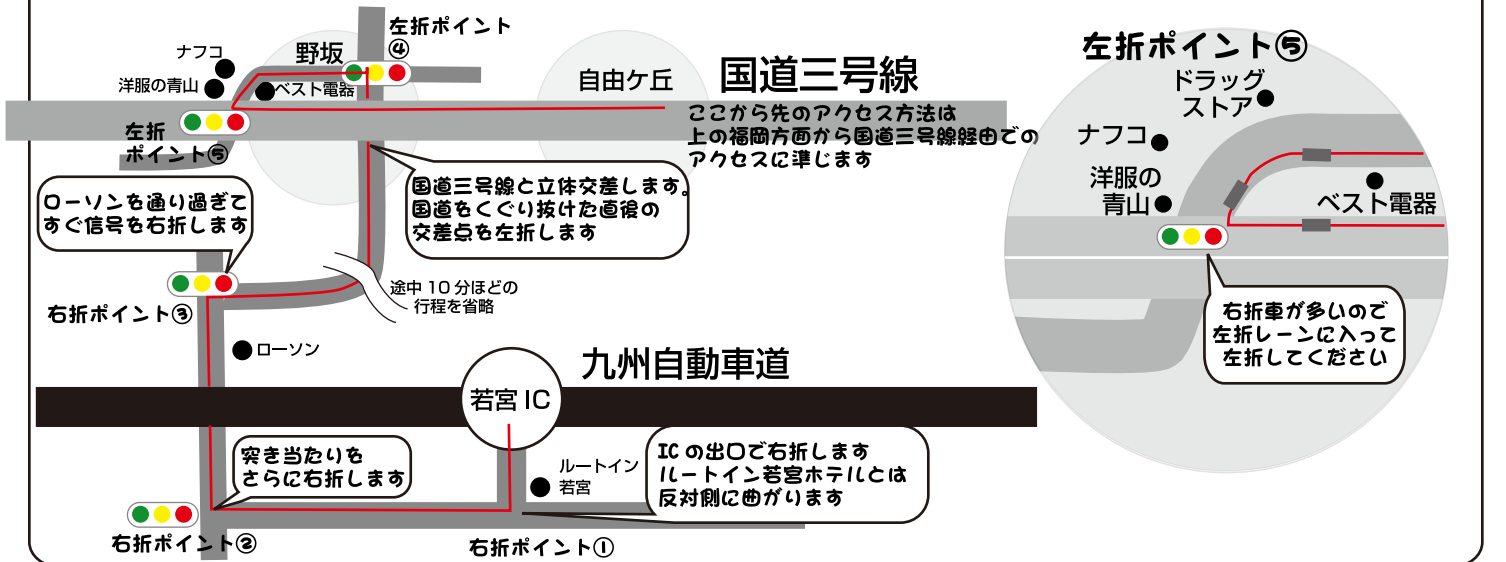 左折ポイント
④
ナフコ
野坂
洋服の青山
ベスト電器
自由ケ丘
国道三号線
左折
ポイント⑤
ここから先のアクセス方法は
上の福岡方面から国道三号線経由での
アクセスに準じます
国道三号線と立体交差します。
国道をくぐり抜けた直後の
交差点を左折します
ローソンを通り過ぎて
すぐ信号を右折します
右折ポイント③
途中10分ほどの
行程を省略
ローソン
九州自動車道
若宮IC
突き当たりを
さらに右折します
ルートイン
若宮
ICの出口で右折します
ルートイン若宮ホテルとは
反対側に曲がります
右折ポイント②
右折ポイント①
左折ポイント⑤
ドラッグ
ストア
ナフコ
洋服の
青山
ベスト電器
右折車が多いので
左折レーンに入って
左折してください